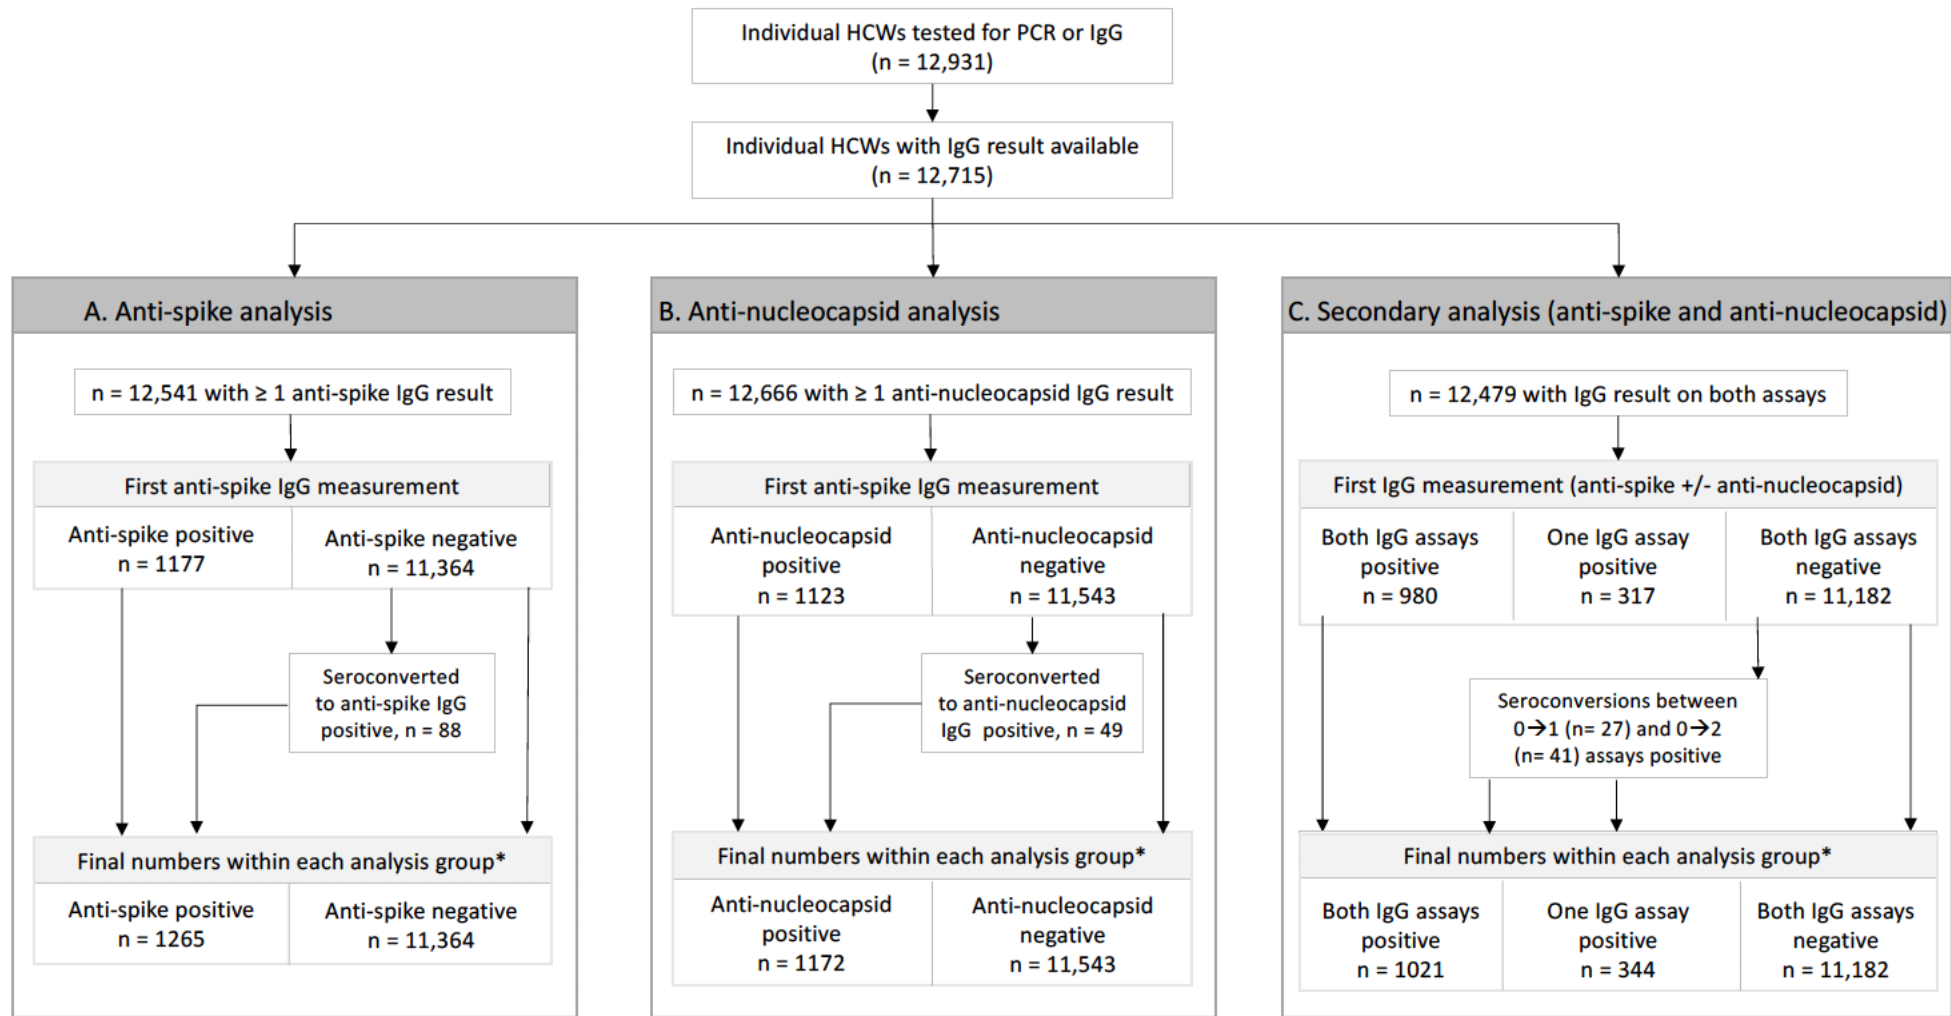 Individual HCWs tested for PCR or IgG
(n = 12,931)
Individual HCWs with IgG result available
(n = 12,715)
A. Anti-spike analysis
n = 12,541 with ≥ 1 anti-spike IgG result
First anti-spike IgG measurement
Anti-spike positive
n = 1177
Anti-spike negative
n = 11,364
Seroconverted
to anti-spike IgG
positive, n = 88
Final numbers within each analysis group*
Anti-spike positive
n = 1265
Anti-spike negative
n = 11,364
B. Anti-nucleocapsid analysis
n = 12,666 with ≥ 1 anti-nucleocapsid IgG result
First anti-spike IgG measurement
Anti-nucleocapsid
positive
n = 1123
Anti-nucleocapsid
negative
n = 11,543
Seroconverted
to anti-nucleocapsid
IgG positive, n = 49
Final numbers within each analysis group*
Anti-nucleocapsid
positive
n = 1172
Anti-nucleocapsid
negative
n = 11,543
C. Secondary analysis (anti-spike and anti-nucleocapsid)
n = 12,479 with IgG result on both assays
First IgG measurement (anti-spike +/- anti-nucleocapsid)
Both IgG assays
positive
n = 980
One IgG assay
positive
n = 317
Both IgG assays
negative
n = 11,182
Seroconversions between
0→1 (n= 27) and 0→2
(n= 41) assays positive
Final numbers within each analysis group*
Both IgG assays
positive
n = 1021
One IgG assay
positive
n = 344
Both IgG assays
negative
n = 11,182